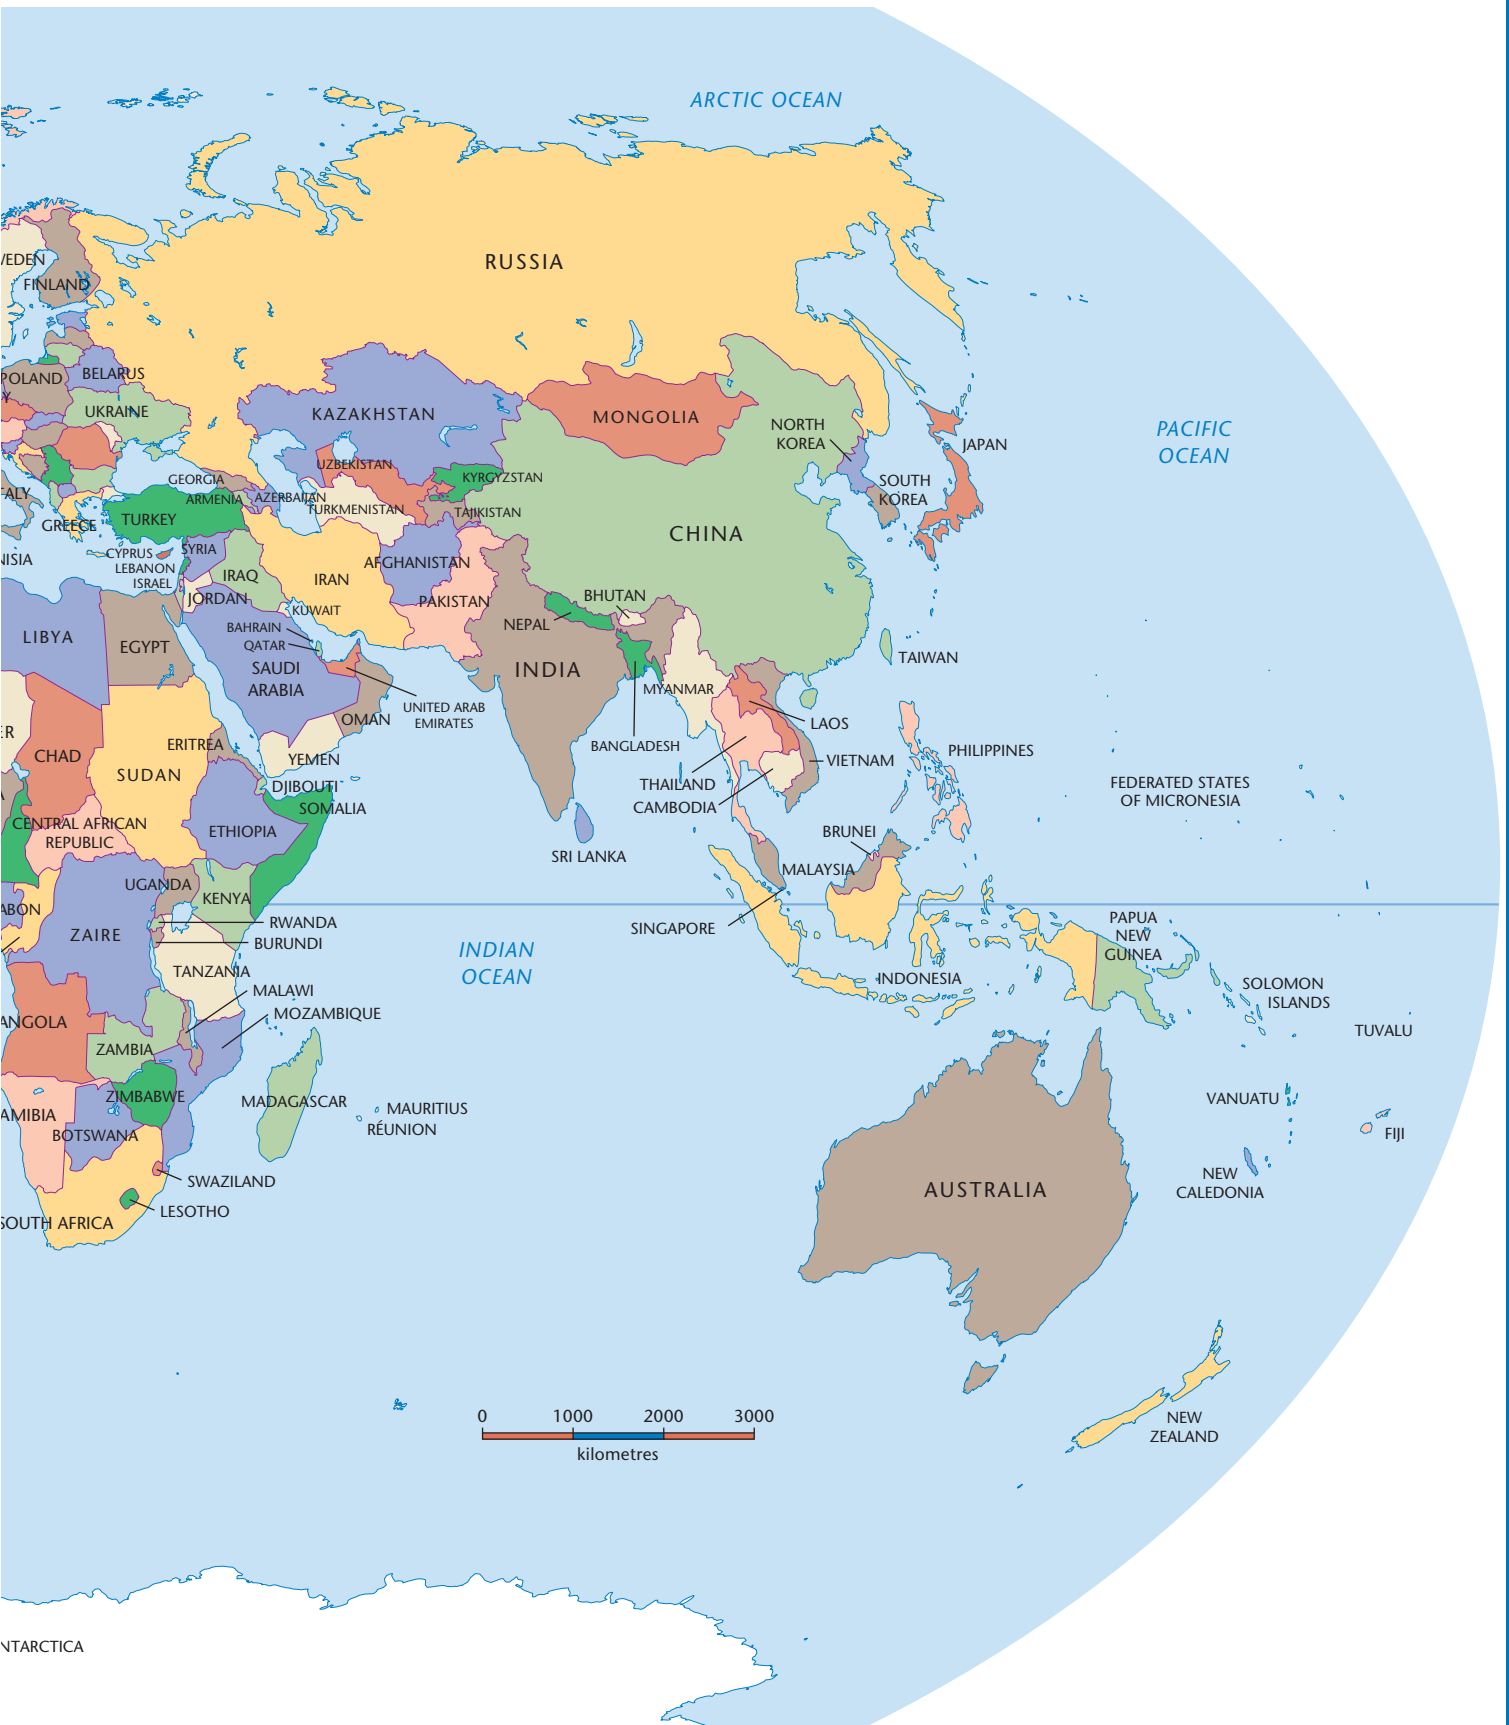 ARCTIC OCEAN
RUSSIA
VEDEN
FINLAND
POLAND
Y
BELARUS
UKRAINE
KAZAKHSTAN
MONGOLIA
NORTH
KOREA
JAPAN
PACIFIC
OCEAN
UZBEKISTAN
KYRGYZSTAN
GEORGIA
ARMENIA
AZERBAIJAN
TURKMENISTAN
TAJIKISTAN
SOUTH
KOREA
ALY
GREECE
TURKEY
CHINA
NISIA
CYPRUS
LEBANON
ISRAEL
SYRIA
IRAQ
IRAN
AFGHANISTAN
JORDAN
KUWAIT
PAKISTAN
BHUTAN
NEPAL
LIBYA
EGYPT
BAHRAIN
QATAR
SAUDI
ARABIA
INDIA
TAIWAN
MYANMAR
UNITED ARAB
EMIRATES
OMAN
LAOS
ER
CHAD
SUDAN
ERITREA
YEMEN
BANGLADESH
VIETNAM
PHILIPPINES
A
DJIBOUTI
SOMALIA
THAILAND
CAMBODIA
FEDERATED STATES
OF MICRONESIA
CENTRAL AFRICAN
REPUBLIC
ETHIOPIA
BRUNEI
SRI LANKA
MALAYSIA
UGANDA
KENYA
ABON
ZAIRE
RWANDA
BURUNDI
SINGAPORE
PAPUA
NEW
GUINEA
INDIAN
OCEAN
TANZANIA
INDONESIA
MALAWI
SOLOMON
ISLANDS
ANGOLA
MOZAMBIQUE
TUVALU
ZAMBIA
ZIMBABWE
MADAGASCAR
MAURITIUS
RÉUNION
VANUATU
AMIBIA
BOTSWANA
FIJI
SWAZILAND
LESOTHO
AUSTRALIA
NEW
CALEDONIA
SOUTH AFRICA
0 1000 2000 3000
kilometres
NEW
ZEALAND
NTARCTICA